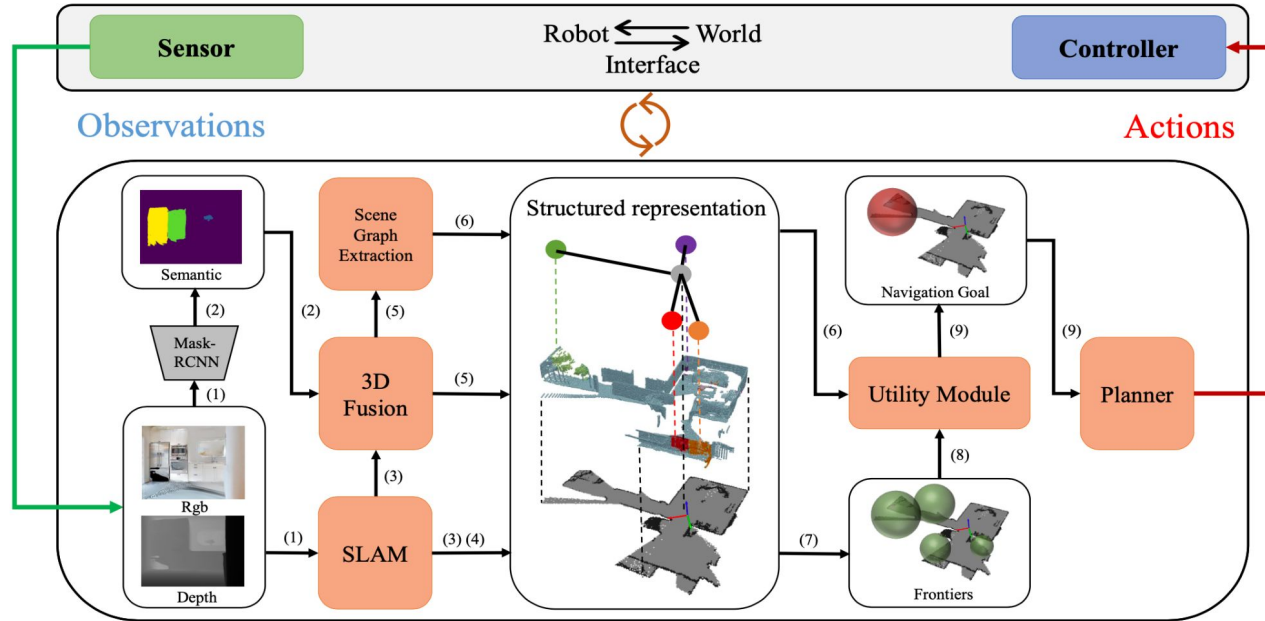 Sensor
Robot World
Interface
Controller
Observations
Actions
Semantic
(2)
Mask-
RCNN
(1)
Rgb
Depth
(1)
(2)
Scene
Graph
Extraction
(6)
(5)
3D
Fusion
(5)
(3)
SLAM
(3) (4)
Structured representation
(6)
(7)
Navigation Goal
(9)
Utility Module
(8)
Frontiers
(9)
Planner